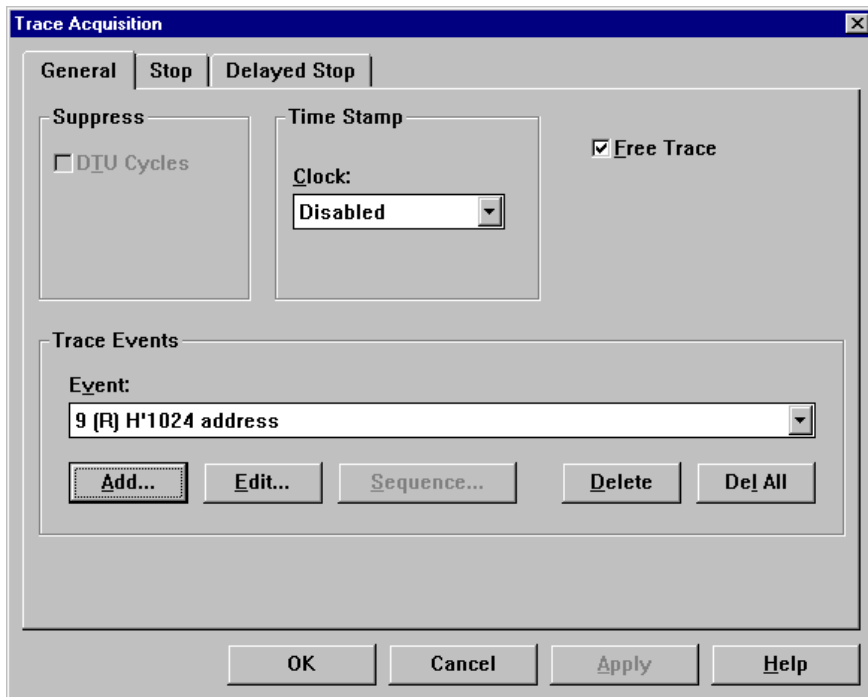 Trace Acquisition
General Stop Delayed Stop
Suppress
DTU Cycles
Time Stamp
Clock:
Disabled
Free Trace
Trace Events
Event:
9 (R) H'1024 address
Add... Edit... Sequence... Delete Del All
OK Cancel Apply Help